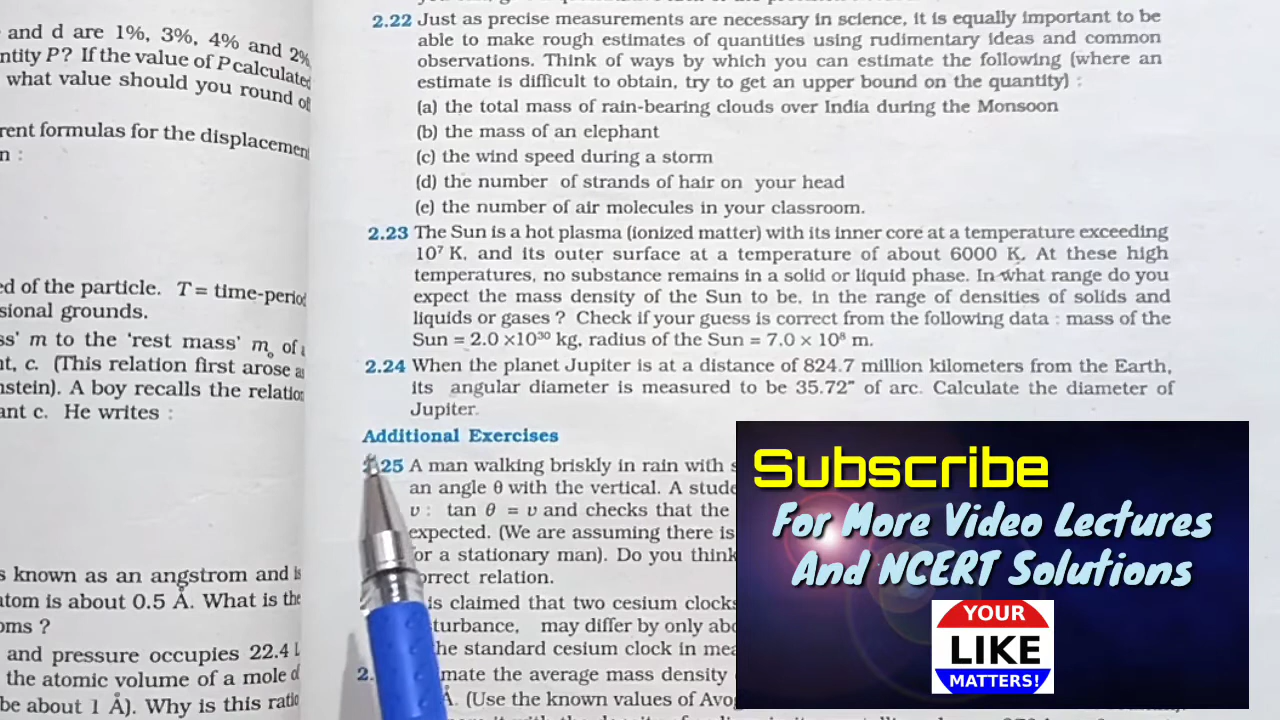 and d are 1%, 3%, 4% and 2%
ntity P? If the value of P calculated
what value should you round of
rent formulas for the displacement
n :
ed of the particle. T = time-period
sional grounds.
ss' m to the 'rest mass' m₀ of
nt, c. (This relation first arose as
nstein). A boy recalls the relation
ant c. He writes :
s known as an angstrom and is
atom is about 0.5 Å. What is the
oms ?
and pressure occupies 22.4 L
the atomic volume of a mole of
be about 1 Å). Why is this ratio
2.22 Just as precise measurements are necessary in science, it is equally important to be
able to make rough estimates of quantities using rudimentary ideas and common
observations. Think of ways by which you can estimate the following (where an
estimate is difficult to obtain, try to get an upper bound on the quantity) :
(a) the total mass of rain-bearing clouds over India during the Monsoon
(b) the mass of an elephant
(c) the wind speed during a storm
(d) the number of strands of hair on your head
(e) the number of air molecules in your classroom.
2.23 The Sun is a hot plasma (ionized matter) with its inner core at a temperature exceeding
10⁷ K, and its outer surface at a temperature of about 6000 K. At these high
temperatures, no substance remains in a solid or liquid phase. In what range do you
expect the mass density of the Sun to be, in the range of densities of solids and
liquids or gases ? Check if your guess is correct from the following data : mass of the
Sun = 2.0 ×10³⁰ kg, radius of the Sun = 7.0 × 10⁸ m.
2.24 When the planet Jupiter is at a distance of 824.7 million kilometers from the Earth,
its angular diameter is measured to be 35.72" of arc. Calculate the diameter of
Jupiter.
Additional Exercises
2.25 A man walking briskly in rain with s
an angle θ with the vertical. A stude
υ : tan θ = υ and checks that the
expected. (We are assuming there is
or a stationary man). Do you think
orrect relation.
is claimed that two cesium clocks
turbance, may differ by only abo
he standard cesium clock in mea
2. mate the average mass density
Å. (Use the known values of Avog
Subscribe
For More Video Lectures
And NCERT Solutions
YOUR
LIKE
MATTERS!